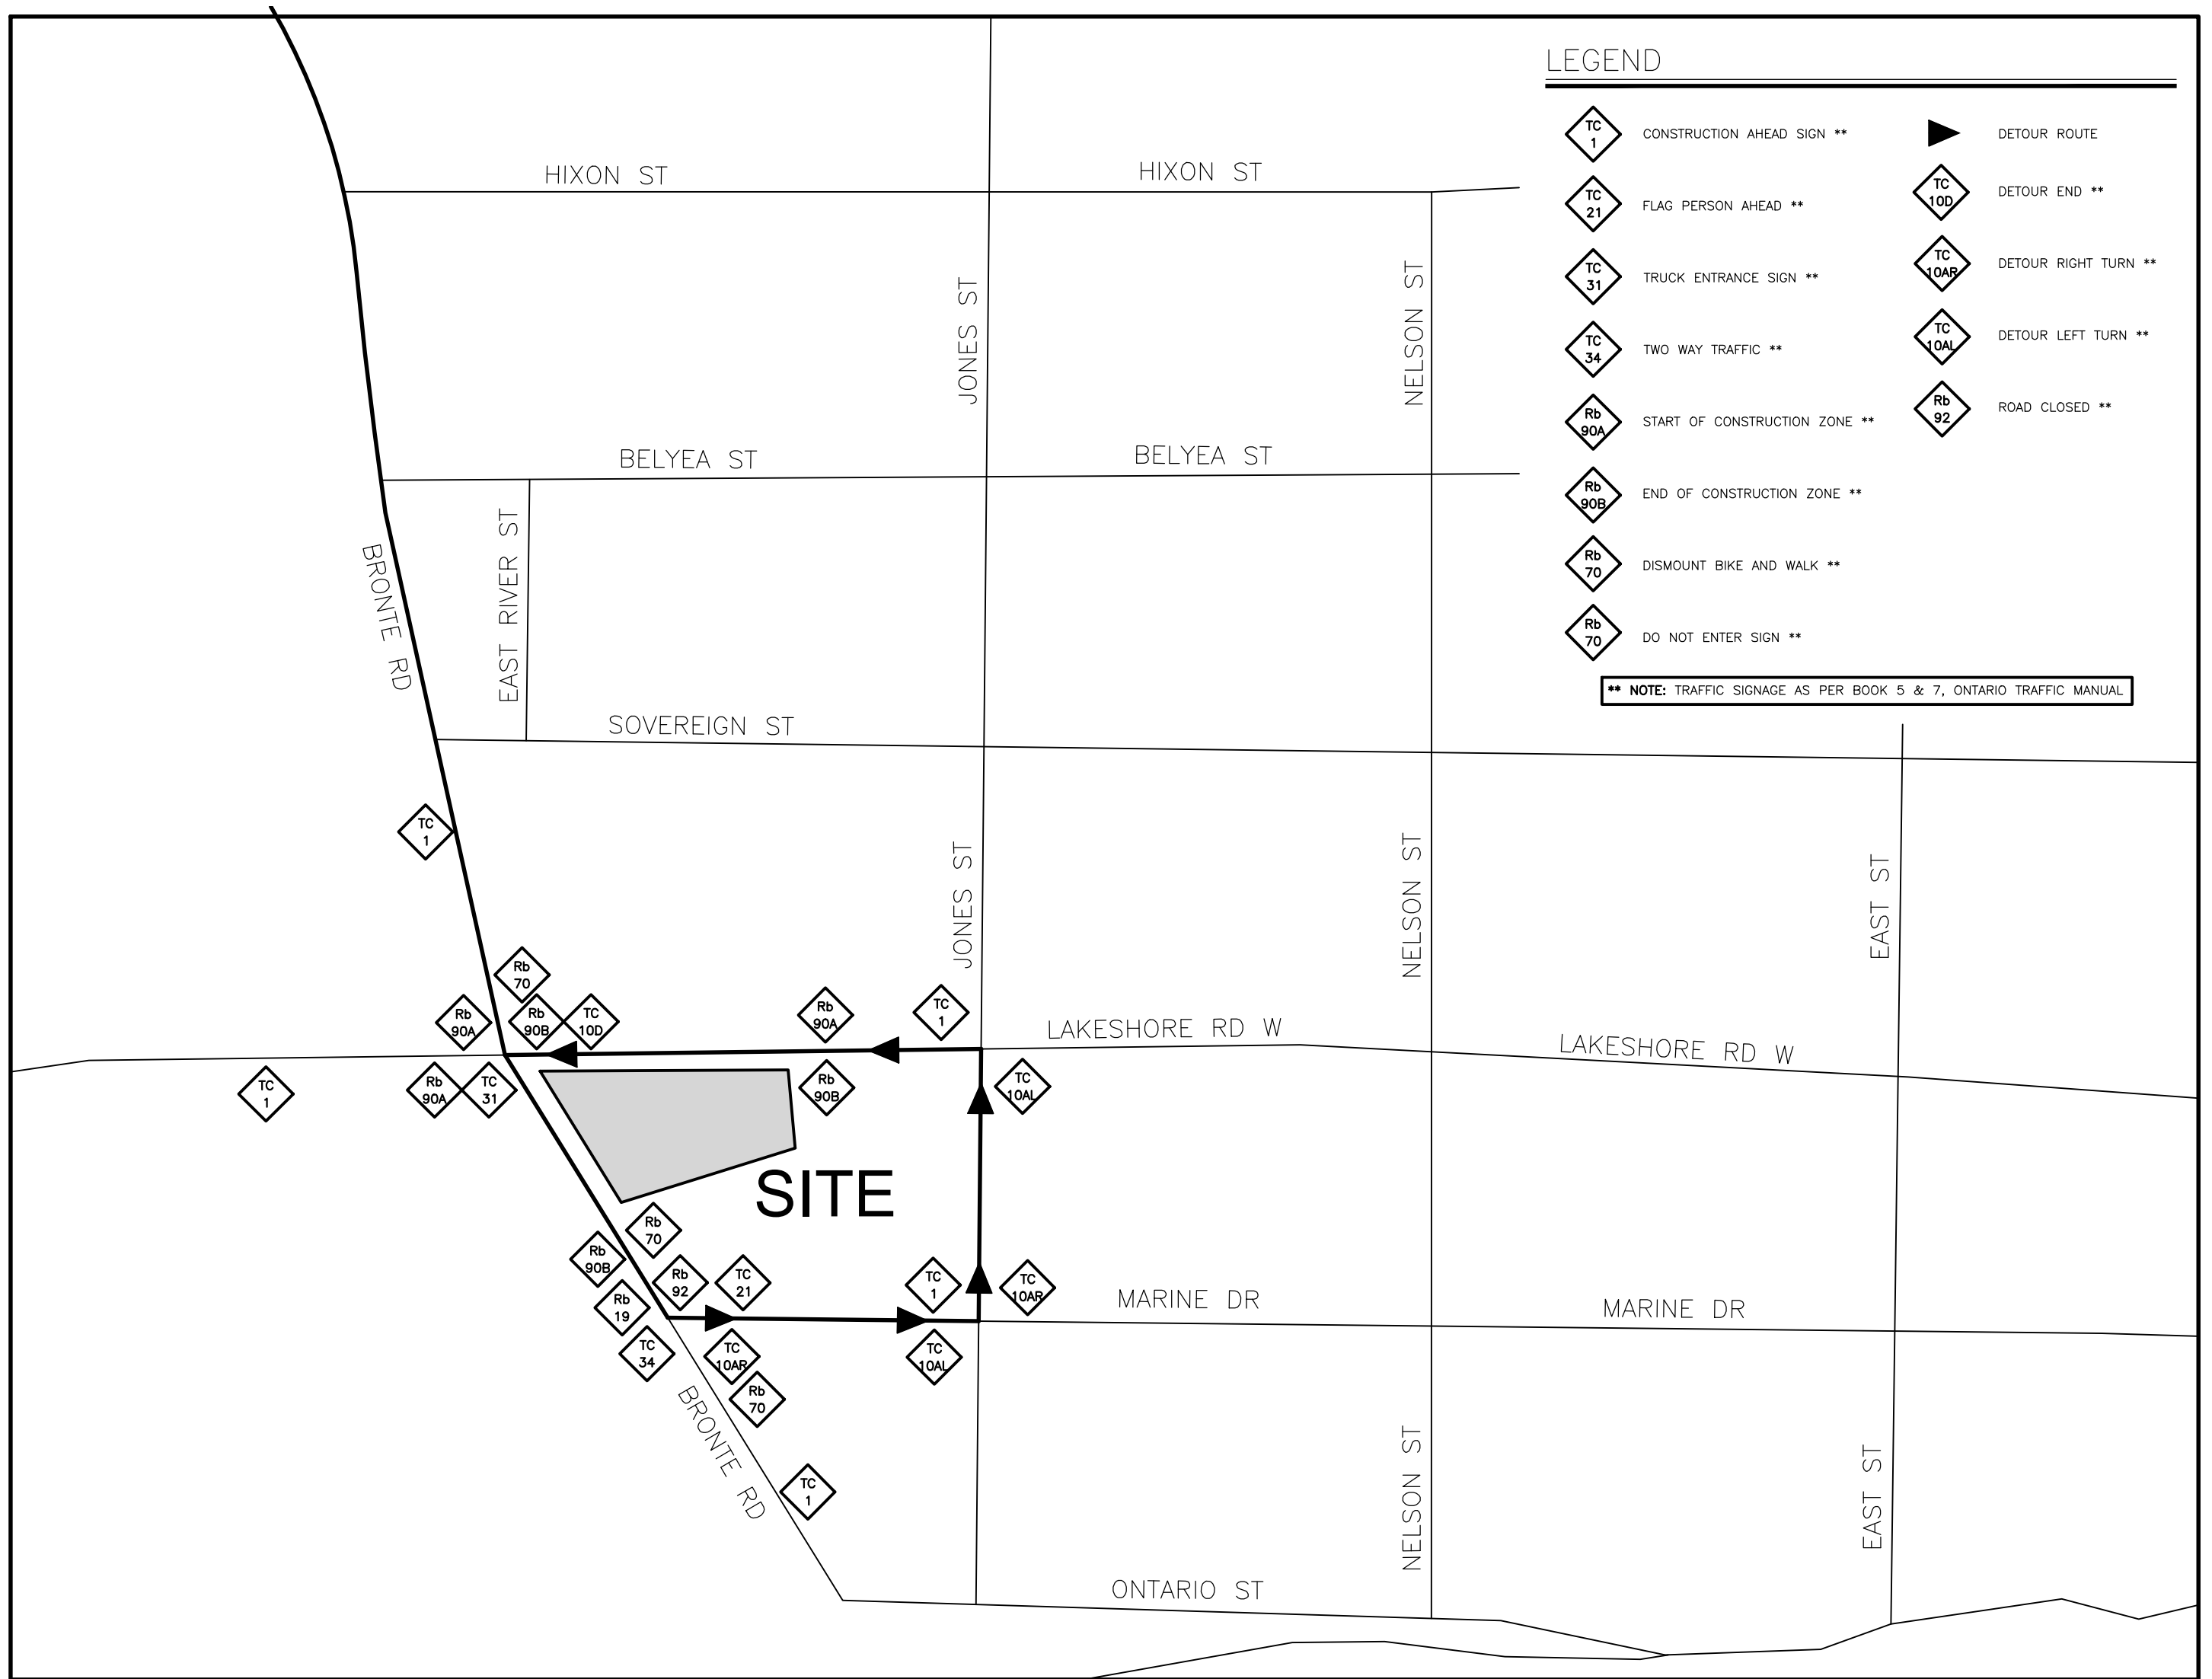 LEGEND
TC
1
CONSTRUCTION AHEAD SIGN **
DETOUR ROUTE
TC
21
FLAG PERSON AHEAD **
TC
10D
DETOUR END **
TC
31
TRUCK ENTRANCE SIGN **
TC
10AR
DETOUR RIGHT TURN **
TC
34
TWO WAY TRAFFIC **
TC
10AL
DETOUR LEFT TURN **
Rb
90A
START OF CONSTRUCTION ZONE **
Rb
92
ROAD CLOSED **
Rb
90B
END OF CONSTRUCTION ZONE **
Rb
70
DISMOUNT BIKE AND WALK **
Rb
70
DO NOT ENTER SIGN **
** NOTE: TRAFFIC SIGNAGE AS PER BOOK 5 & 7, ONTARIO TRAFFIC MANUAL
HIXON ST
HIXON ST
JONES ST
NELSON ST
BELYEA ST
BELYEA ST
BRONTE RD
EAST RIVER ST
SOVEREIGN ST
TC
1
JONES ST
NELSON ST
EAST ST
Rb
70
Rb
90A
Rb
90B
TC
10D
Rb
90A
TC
1
LAKESHORE RD W
LAKESHORE RD W
TC
1
Rb
90A
TC
31
Rb
90B
TC
10AL
SITE
Rb
70
Rb
90B
Rb
92
TC
21
TC
1
TC
10AR
MARINE DR
MARINE DR
Rb
19
TC
34
TC
10AR
TC
10AL
Rb
70
BRONTE RD
TC
1
NELSON ST
EAST ST
ONTARIO ST